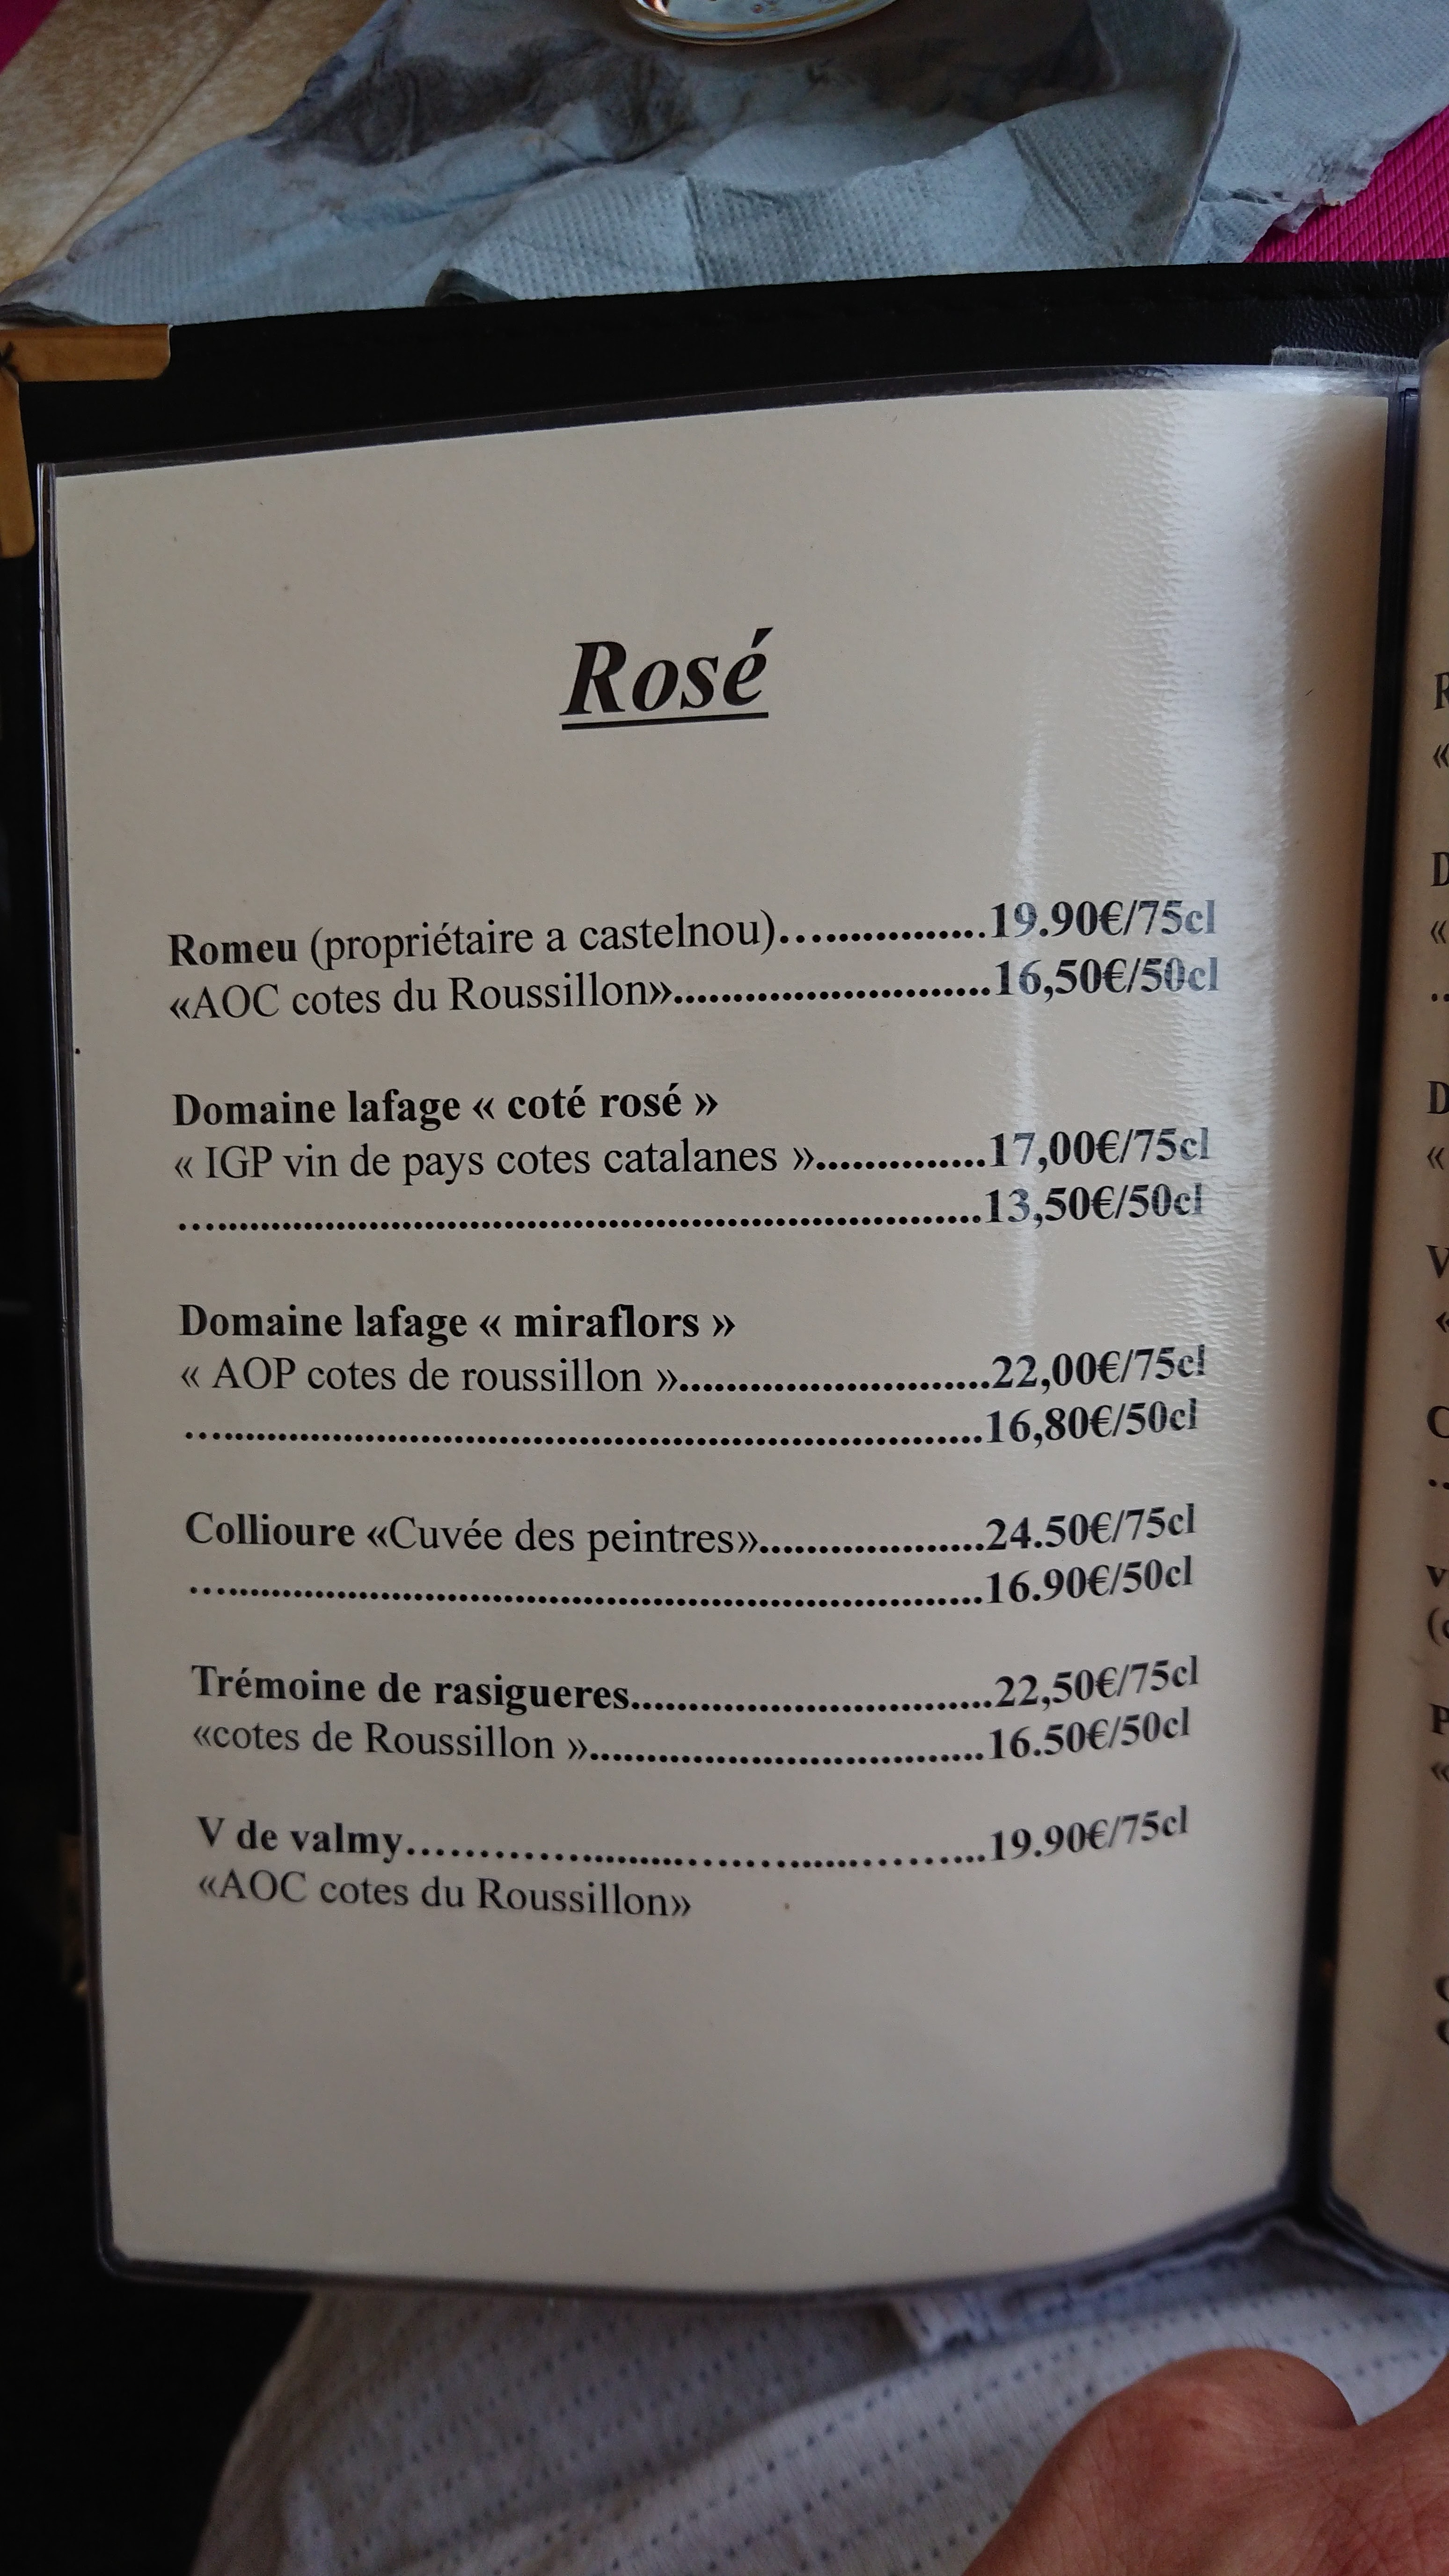 Rosé
Romeu (propriétaire a castelnou)...................19.90€/75cl
«AOC cotes du Roussillon»...........................16,50€/50cl
Domaine lafage « coté rosé »
« IGP vin de pays cotes catalanes »...............17,00€/75cl
....................................................................13,50€/50cl
Domaine lafage « miraflors »
« AOP cotes de roussillon »...........................22,00€/75cl
....................................................................16,80€/50cl
Collioure «Cuvée des peintres»....................24.50€/75cl
....................................................................16.90€/50cl
Trémoine de rasigueres................................22,50€/75cl
«cotes de Roussillon »...................................16.50€/50cl
V de valmy....................................................19.90€/75cl
«AOC cotes du Roussillon»